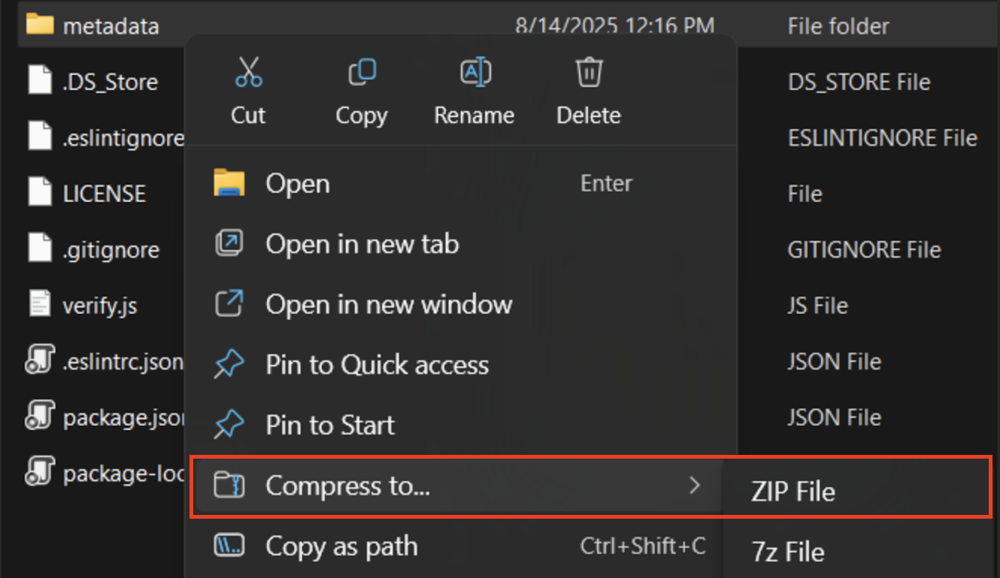 metadata 8/14/2025 12:16 PM File folder
Cut Copy Rename Delete
.DS_Store DS_STORE File
.eslintignore ESLINTIGNORE File
Open Enter
LICENSE File
Open in new tab
.gitignore GITIGNORE File
Open in new window
verify.js JS File
Pin to Quick access
.eslintrc.json JSON File
Pin to Start
package.json JSON File
Compress to... ZIP File
package-loc
Copy as path Ctrl+Shift+C 7z File